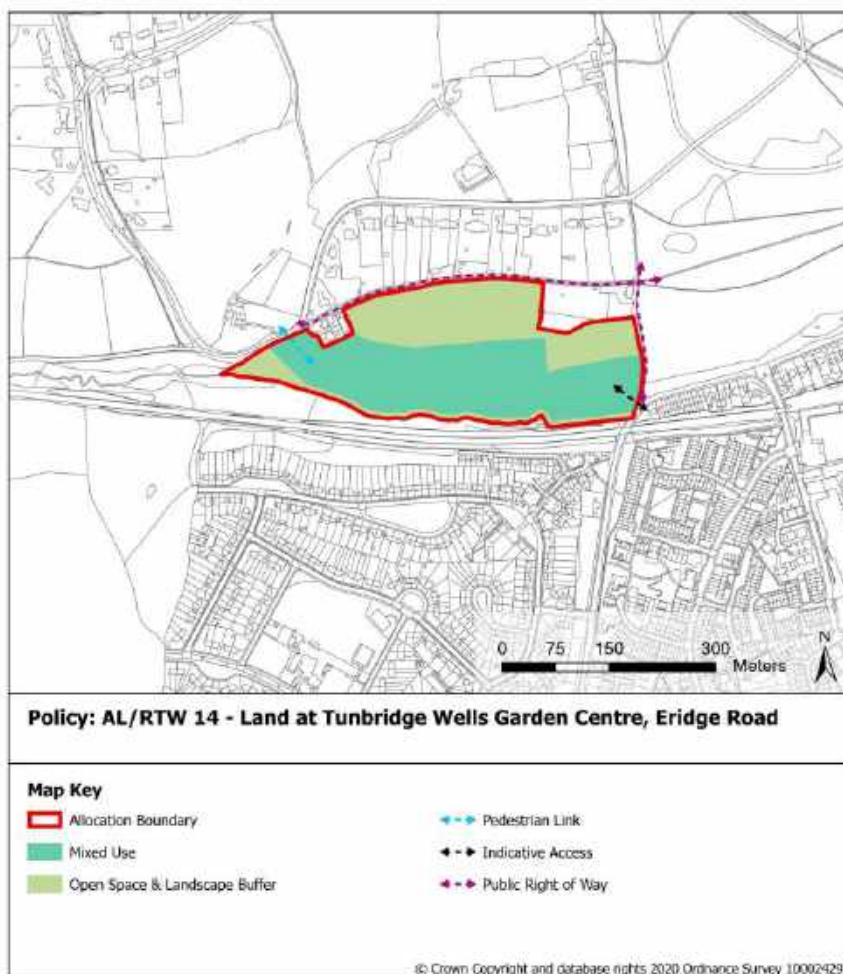 0 75 150 300
Meters
N
Policy: AL/RTW 14 - Land at Tunbridge Wells Garden Centre, Eridge Road
Map Key
Allocation Boundary
Mixed Use
Open Space & Landscape Buffer
Pedestrian Link
Indicative Access
Public Right of Way
© Crown Copyright and database rights 2020 Ordnance Survey 10002429